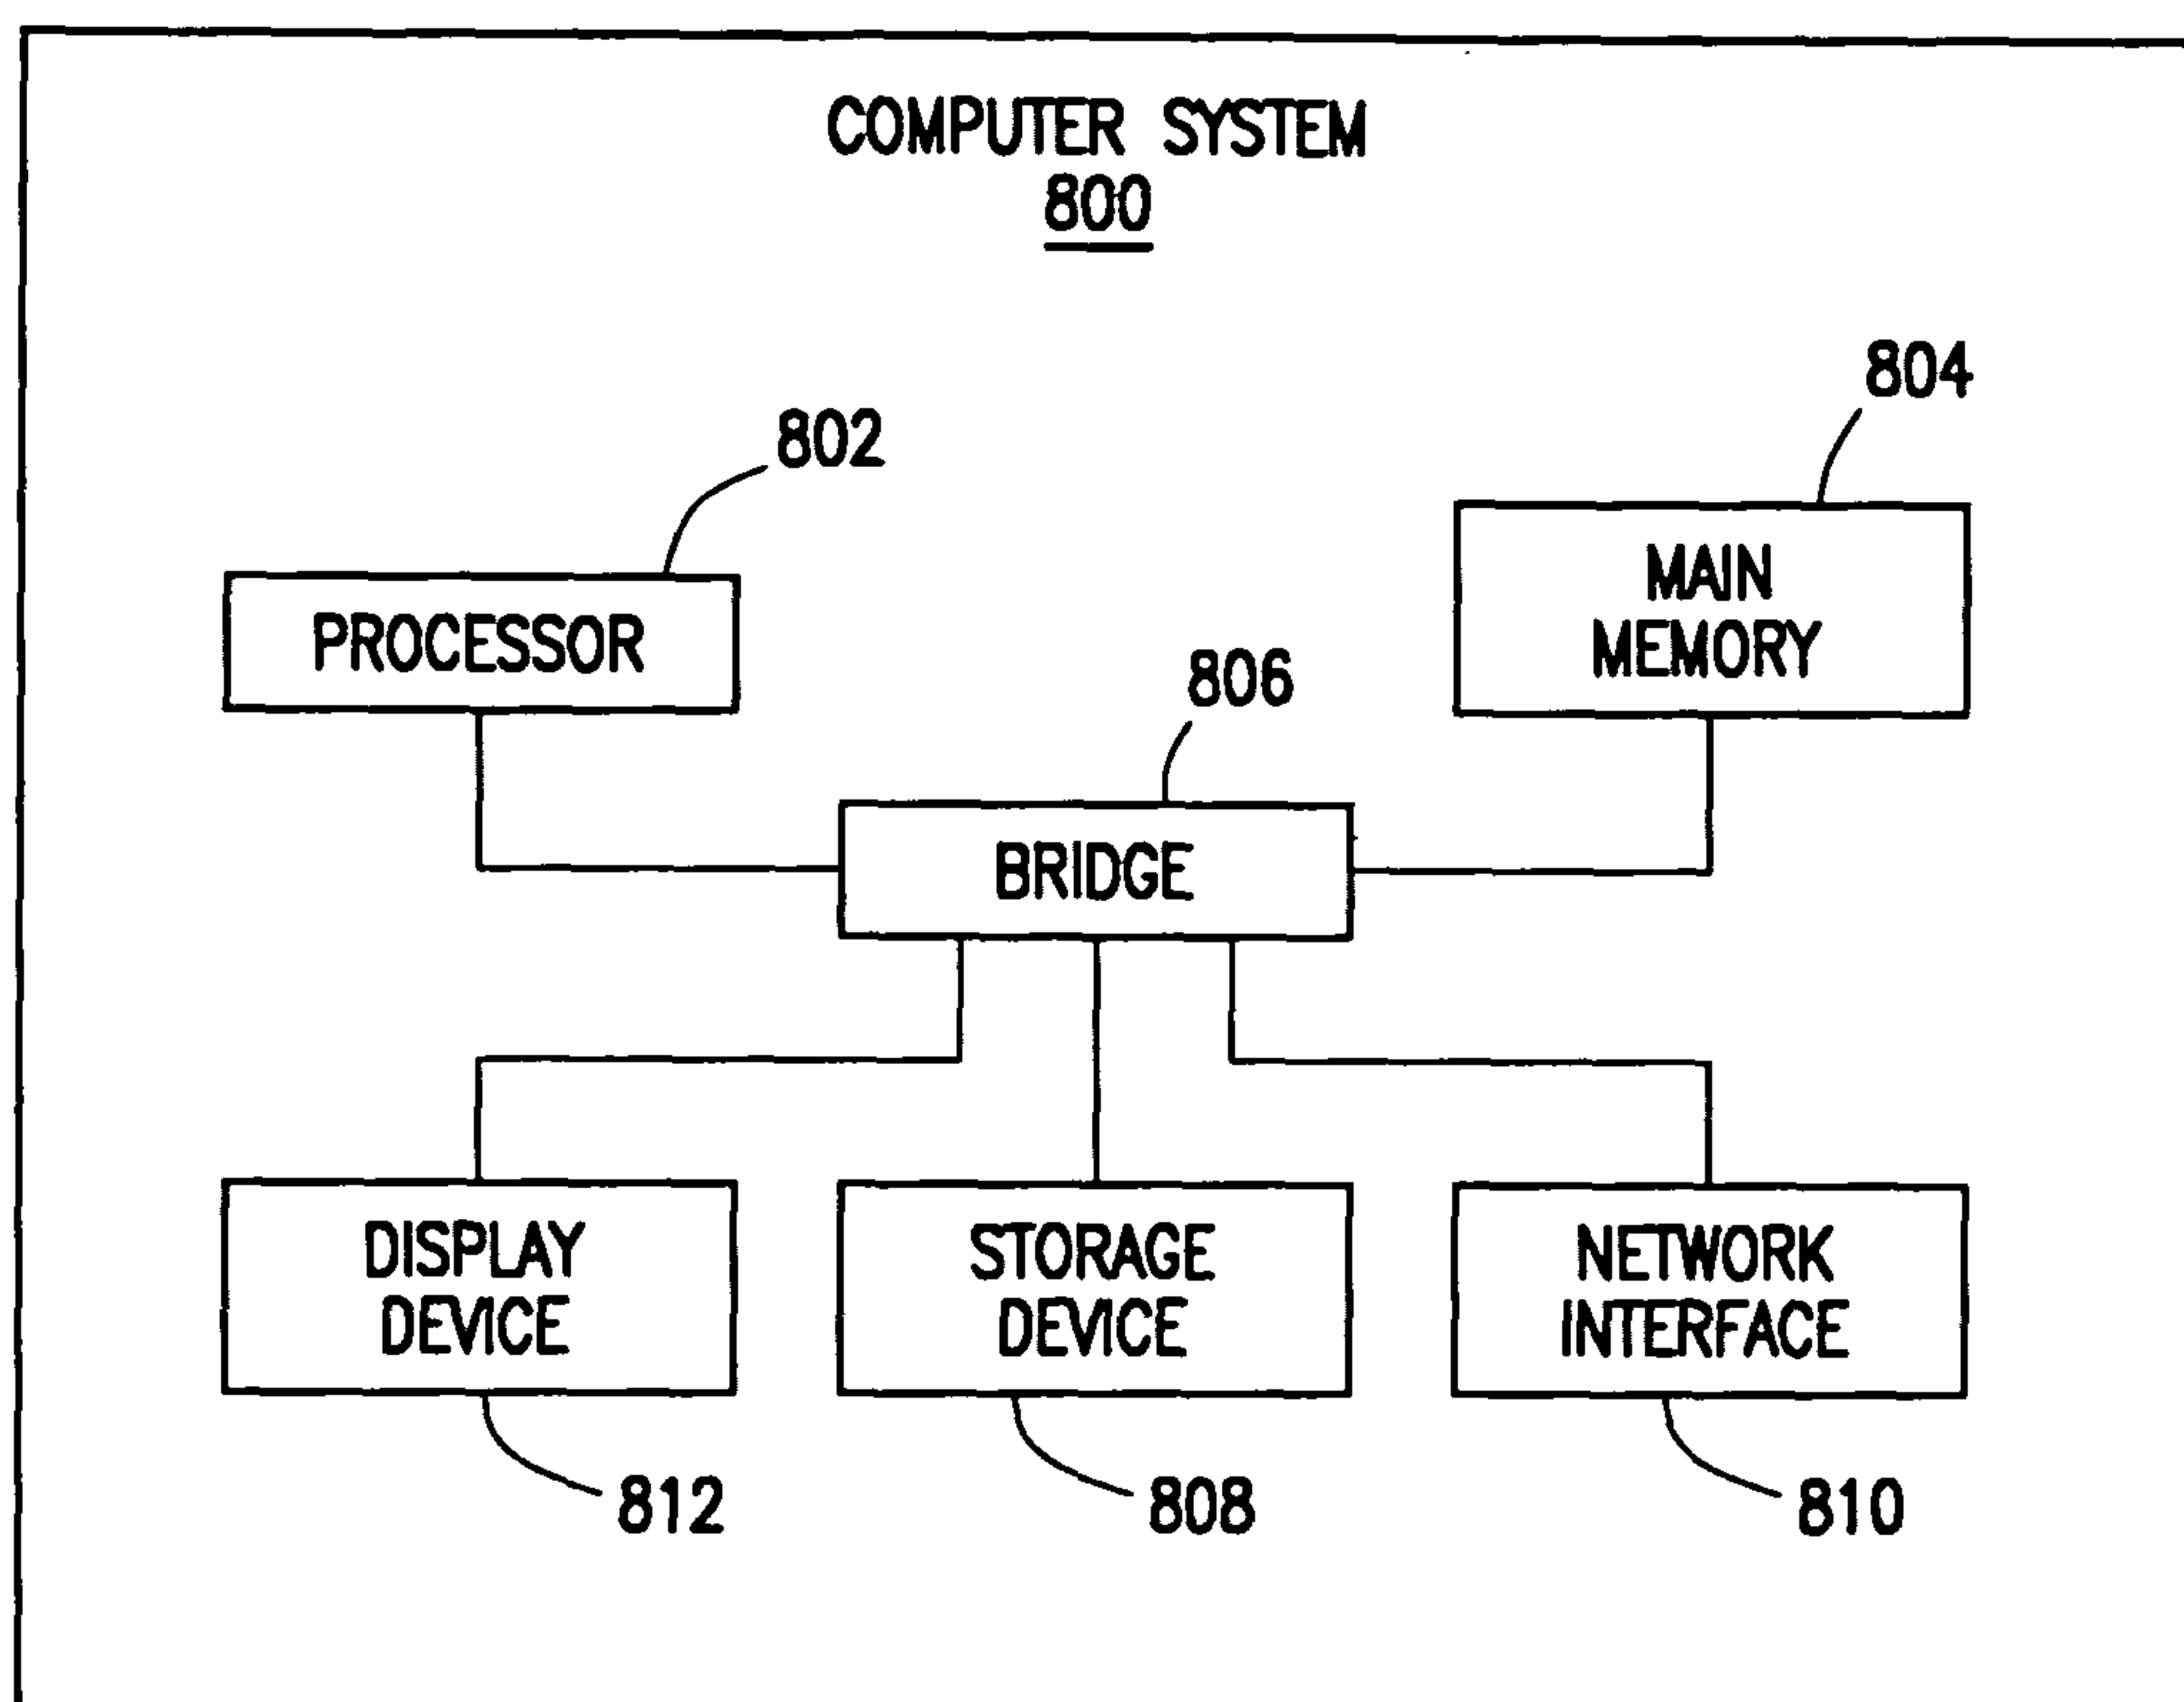 COMPUTER SYSTEM
800
804
802
MAIN
MEMORY
PROCESSOR
806
BRIDGE
DISPLAY
DEVICE
STORAGE
DEVICE
NETWORK
INTERFACE
812
808
810